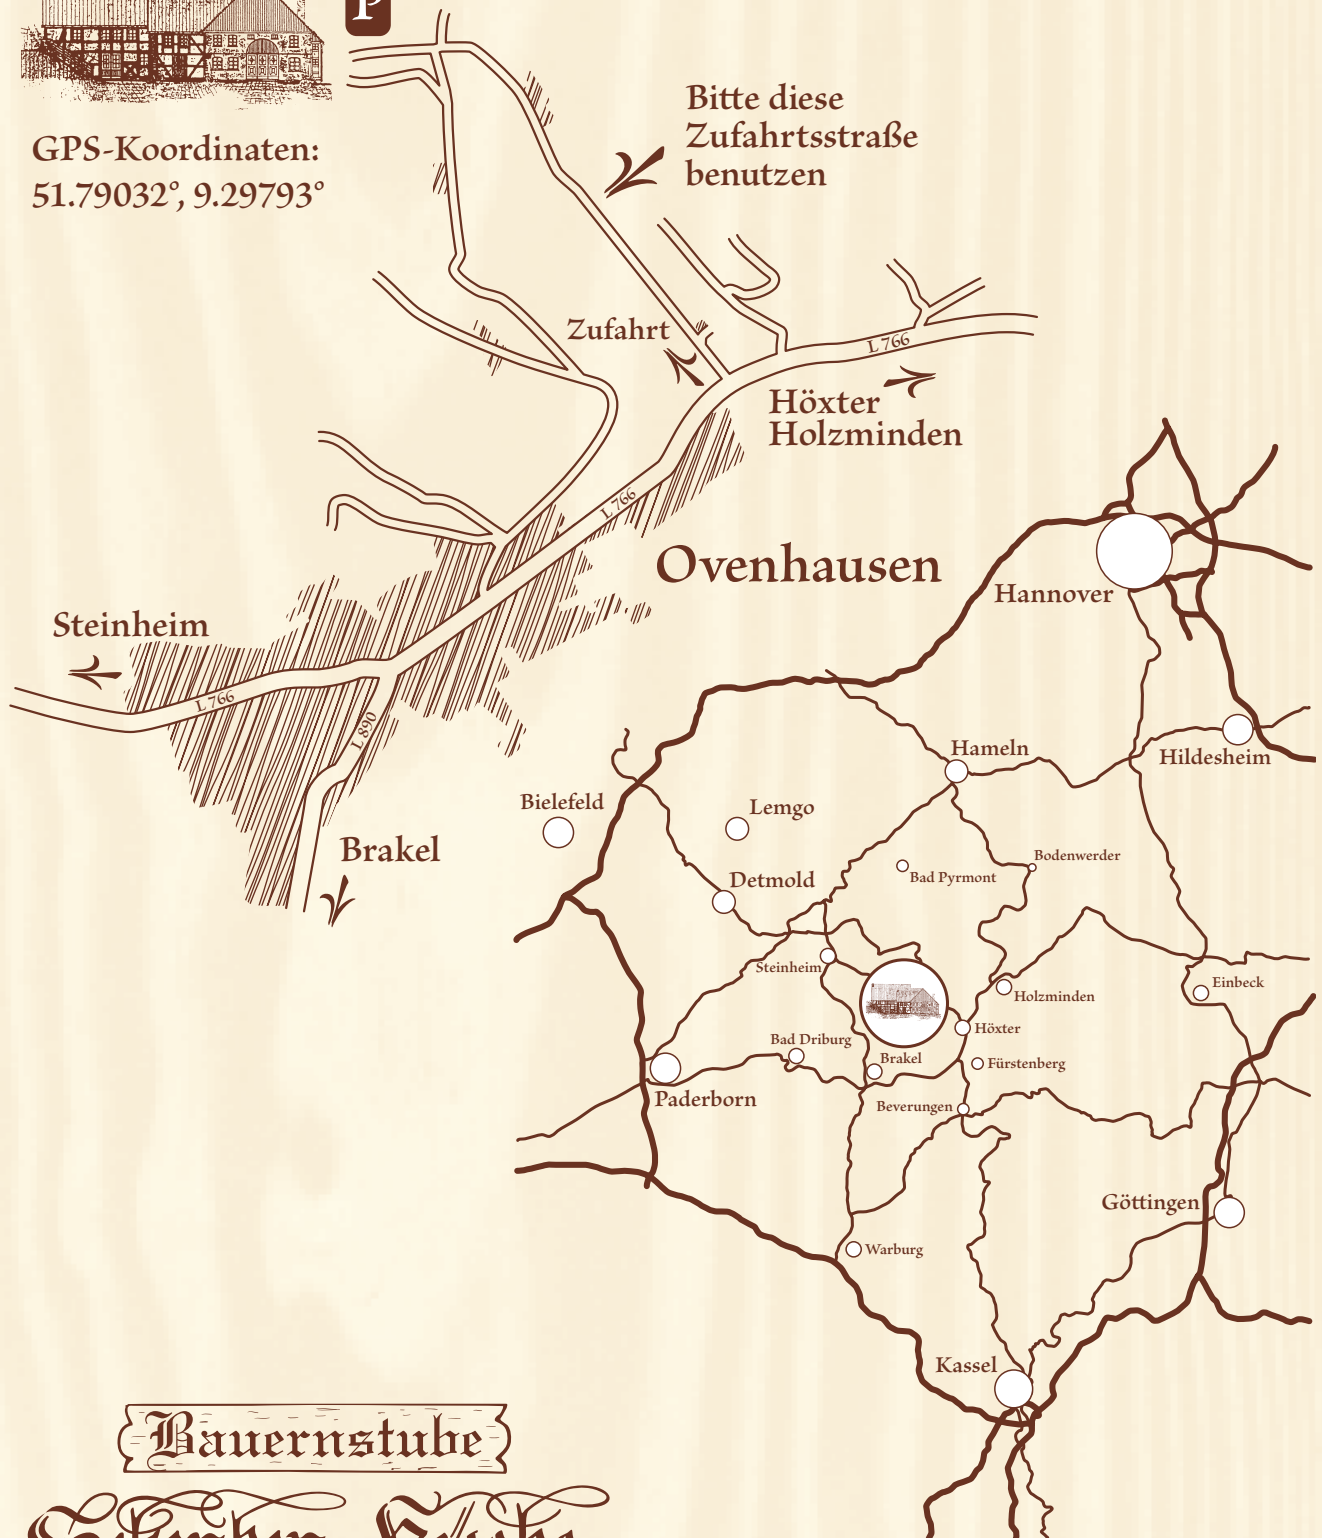 P
GPS-Koordinaten:
51.79032°, 9.29793°
Bitte diese
Zufahrtsstraße
benutzen
Zufahrt
L 766
Höxter
Holzminden
L 766
Ovenhausen
Steinheim
L 766
L 890
Brakel
Hannover
Hameln
Hildesheim
Bielefeld
Lemgo
Bodenwerder
Bad Pyrmont
Detmold
Steinheim
Einbeck
Holzminden
Höxter
Bad Driburg
Brakel
Fürstenberg
Paderborn
Beverungen
Göttingen
Warburg
Kassel
Bauernstube